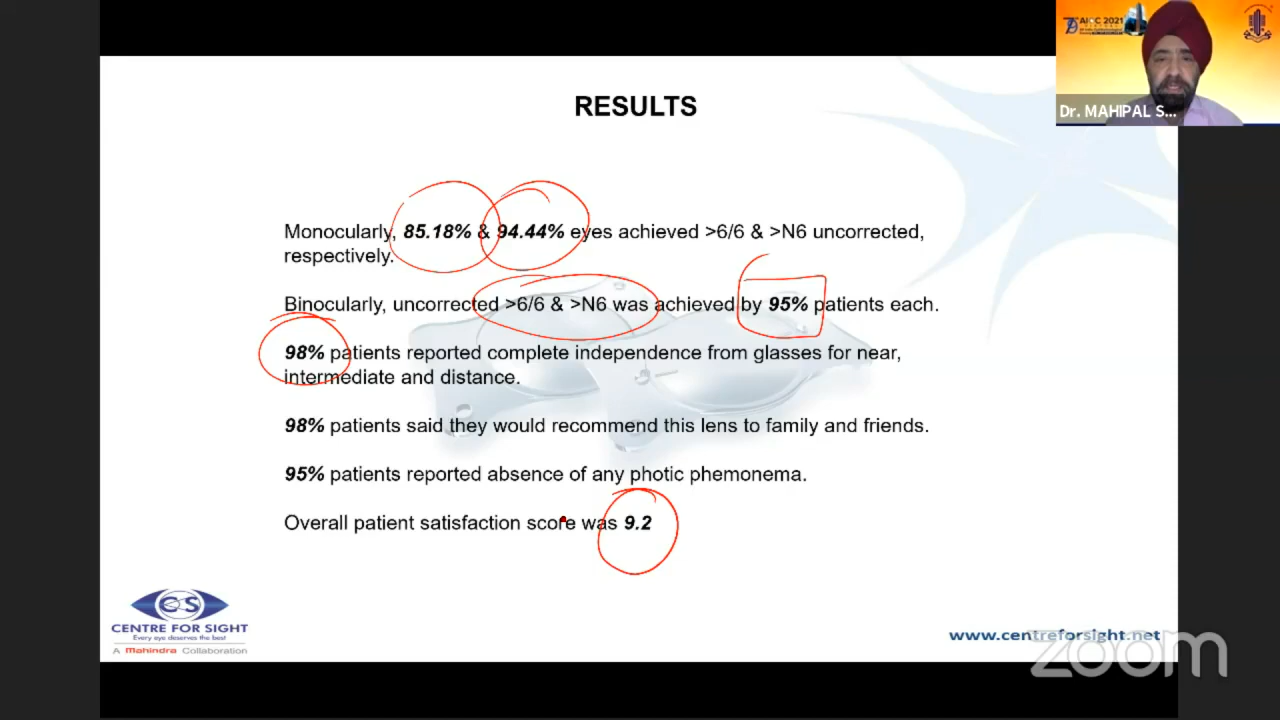 AIOC 2021
Dr. MAHIPAL S...
RESULTS
Monocularly, 85.18% & 94.44% eyes achieved >6/6 & >N6 uncorrected,
respectively.
Binocularly, uncorrected >6/6 & >N6 was achieved by 95% patients each.
98% patients reported complete independence from glasses for near,
intermediate and distance.
98% patients said they would recommend this lens to family and friends.
95% patients reported absence of any photic phemonema.
Overall patient satisfaction score was 9.2
CS
CENTRE FOR SIGHT
Every eye deserves the best
A Mahindra Collaboration
www.centreforsight.net
zoom